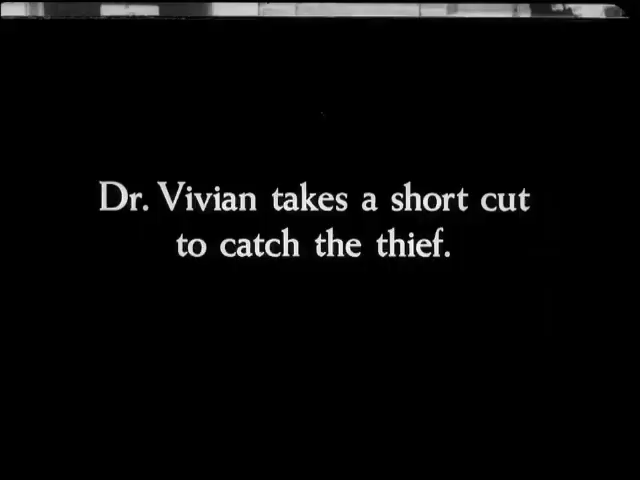 Dr. Vivian takes a short cut
to catch the thief.